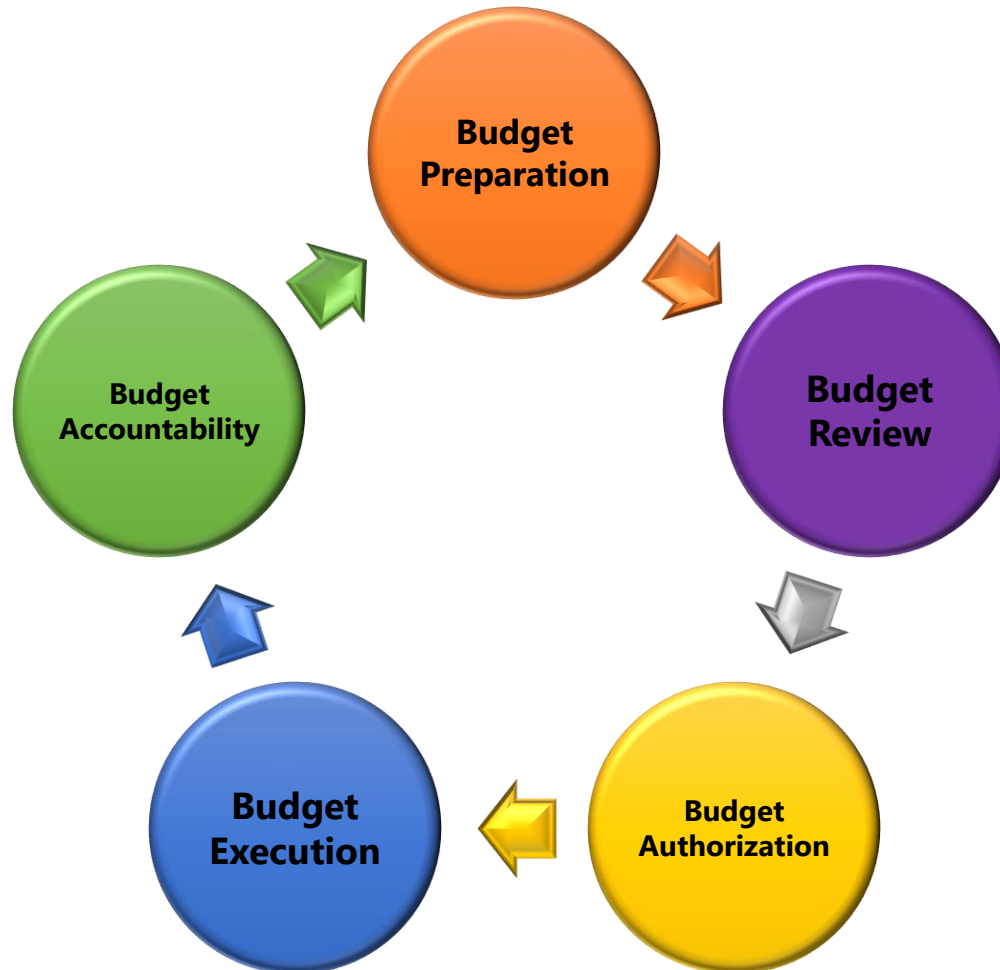 Budget
Preparation
Budget
Review
Budget
Authorization
Budget
Execution
Budget
Accountability